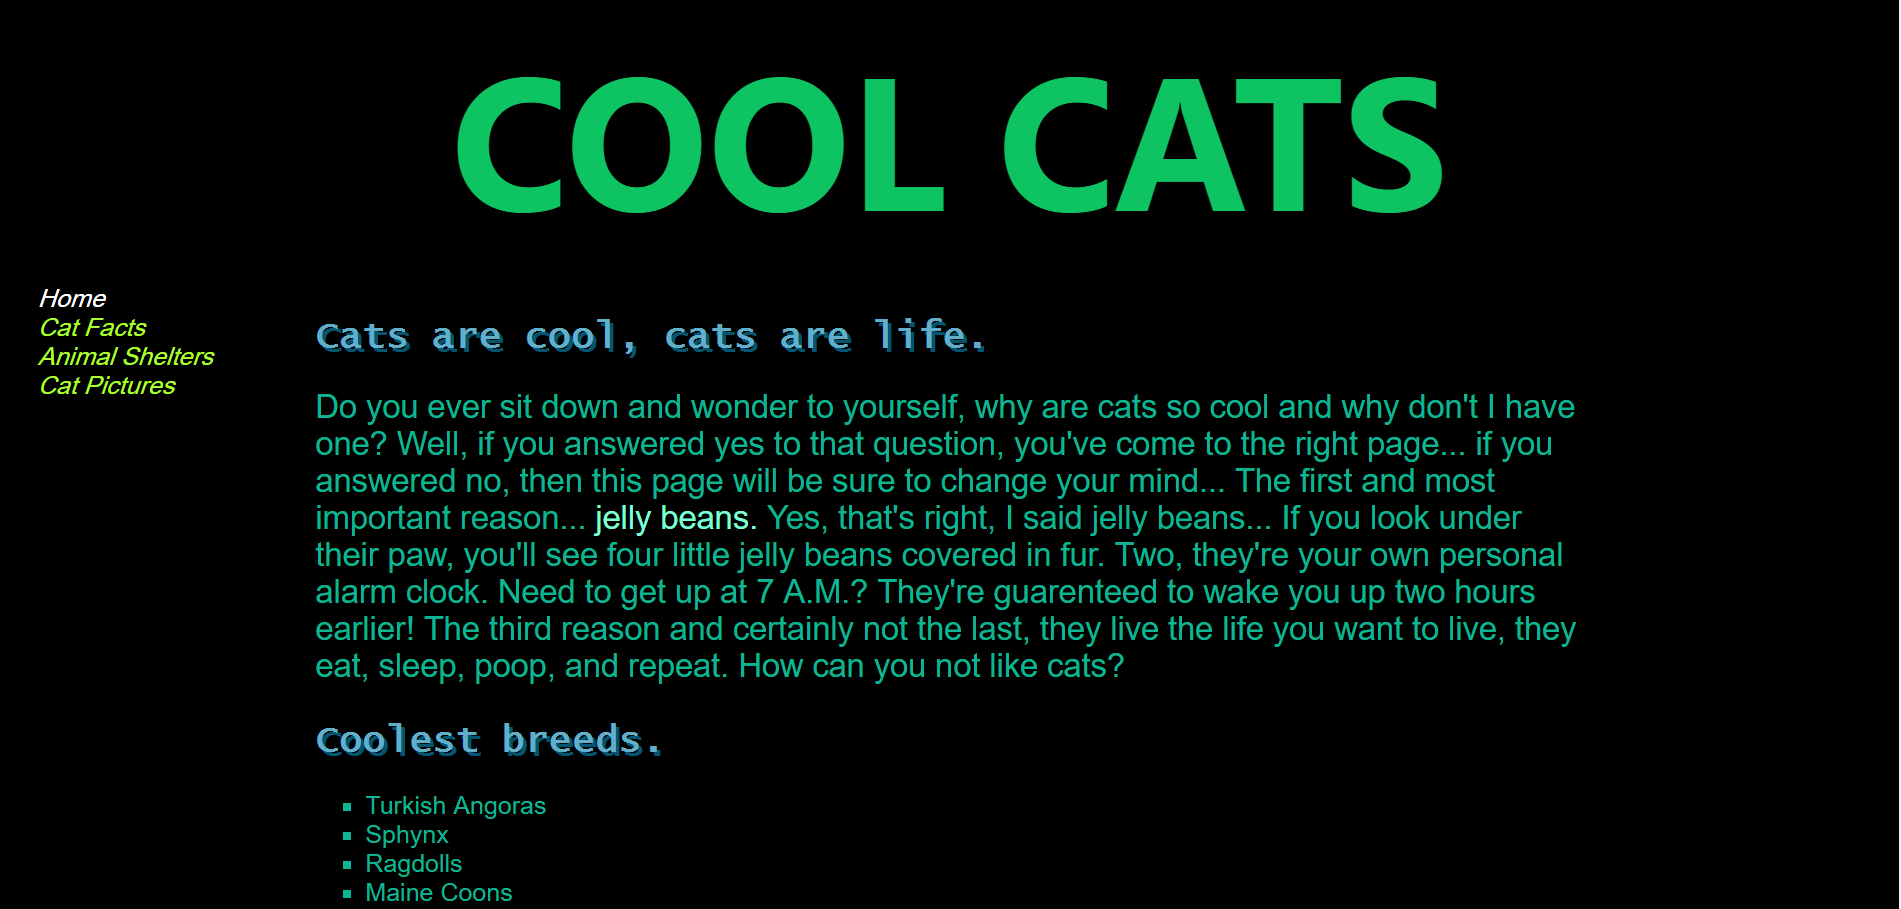 COOL CATS
Home
Cat Facts
Animal Shelters
Cat Pictures
Cats are cool, cats are life.
Do you ever sit down and wonder to yourself, why are cats so cool and why don't I have
one? Well, if you answered yes to that question, you've come to the right page... if you
answered no, then this page will be sure to change your mind... The first and most
important reason... jelly beans. Yes, that's right, I said jelly beans... If you look under
their paw, you'll see four little jelly beans covered in fur. Two, they're your own personal
alarm clock. Need to get up at 7 A.M.? They're guarenteed to wake you up two hours
earlier! The third reason and certainly not the last, they live the life you want to live, they
eat, sleep, poop, and repeat. How can you not like cats?
Coolest breeds.
Turkish Angoras
Sphynx
Ragdolls
Maine Coons